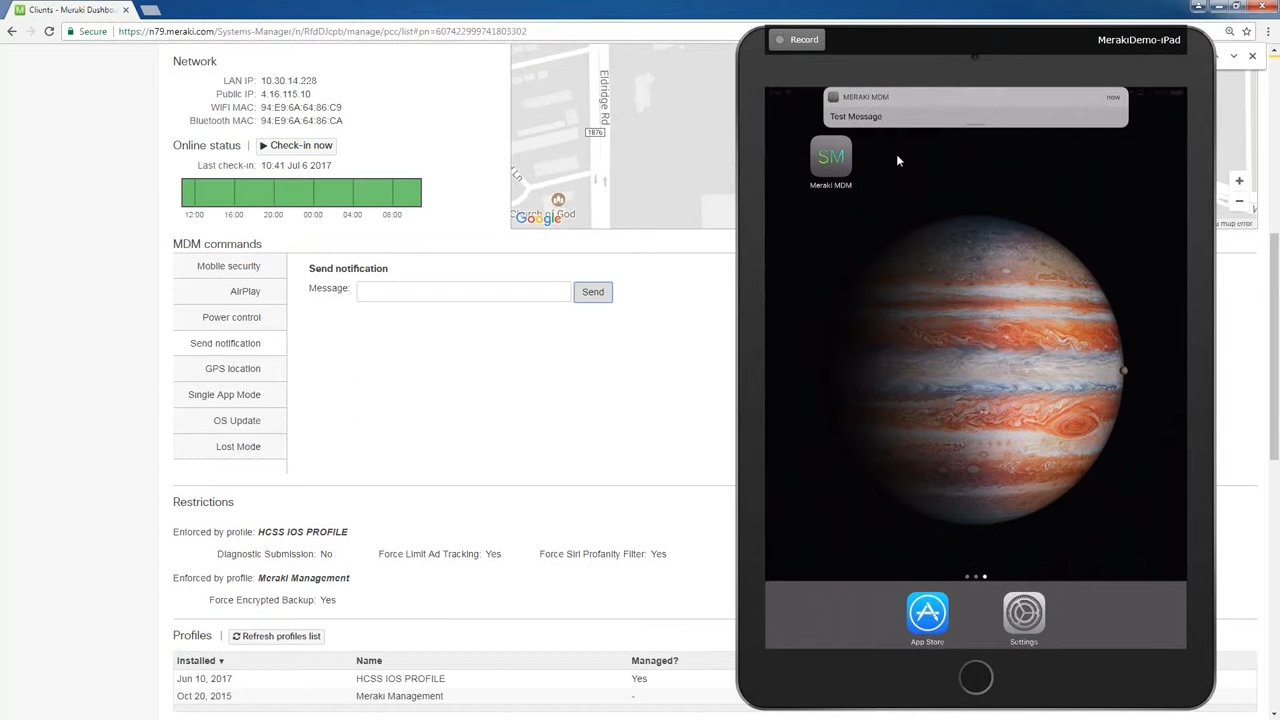 Clients - Meraki Dashbo
Secure
https://n79.meraki.com/Systems-Manager/n/RfdDJcpb/manage/pcc/list#pn=607422999741803302
Network
LAN IP: 10.30.14.228
Public IP: 4.16.115.10
WIFI MAC: 94:E9:6A:64:86:C9
Bluetooth MAC: 94:E9:6A:64:86:CA
Online status
Check-in now
Last check-in: 10:41 Jul 6 2017
12:00 16:00 20:00 00:00 04:00 08:00
Eldridge Rd
1876
Ln
Church of God
Google
map error
MDM commands
Mobile security
AirPlay
Power control
Send notification
GPS location
Single App Mode
OS Update
Lost Mode
Send notification
Message:
Send
Restrictions
Enforced by profile: HCSS IOS PROFILE
Diagnostic Submission: No Force Limit Ad Tracking: Yes Force Siri Profanity Filter: Yes
Enforced by profile: Meraki Management
Force Encrypted Backup: Yes
Profiles
Refresh profiles list
Installed ▾ Name Managed?
Jun 10, 2017 HCSS IOS PROFILE Yes
Oct 20, 2015 Meraki Management -
Record
MerakiDemo-iPad
MERAKI MDM
now
Test Message
SM
Meraki MDM
App Store
Settings